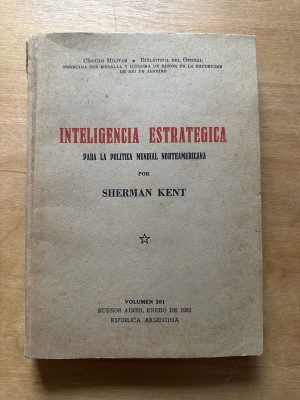 CÍRCULO MILITAR ★ BIBLIOTECA DEL OFICIAL
PREMIADA CON MEDALLA Y DIPLOMA DE HONOR EN LA EXPOSICION
DE RIO DE JANEIRO
INTELIGENCIA ESTRATEGICA
PARA LA POLITICA MUNDIAL NORTEAMERICANA
POR
SHERMAN KENT
VOLUMEN 391
BUENOS AIRES, ENERO DE 1951
REPUBLICA ARGENTINA